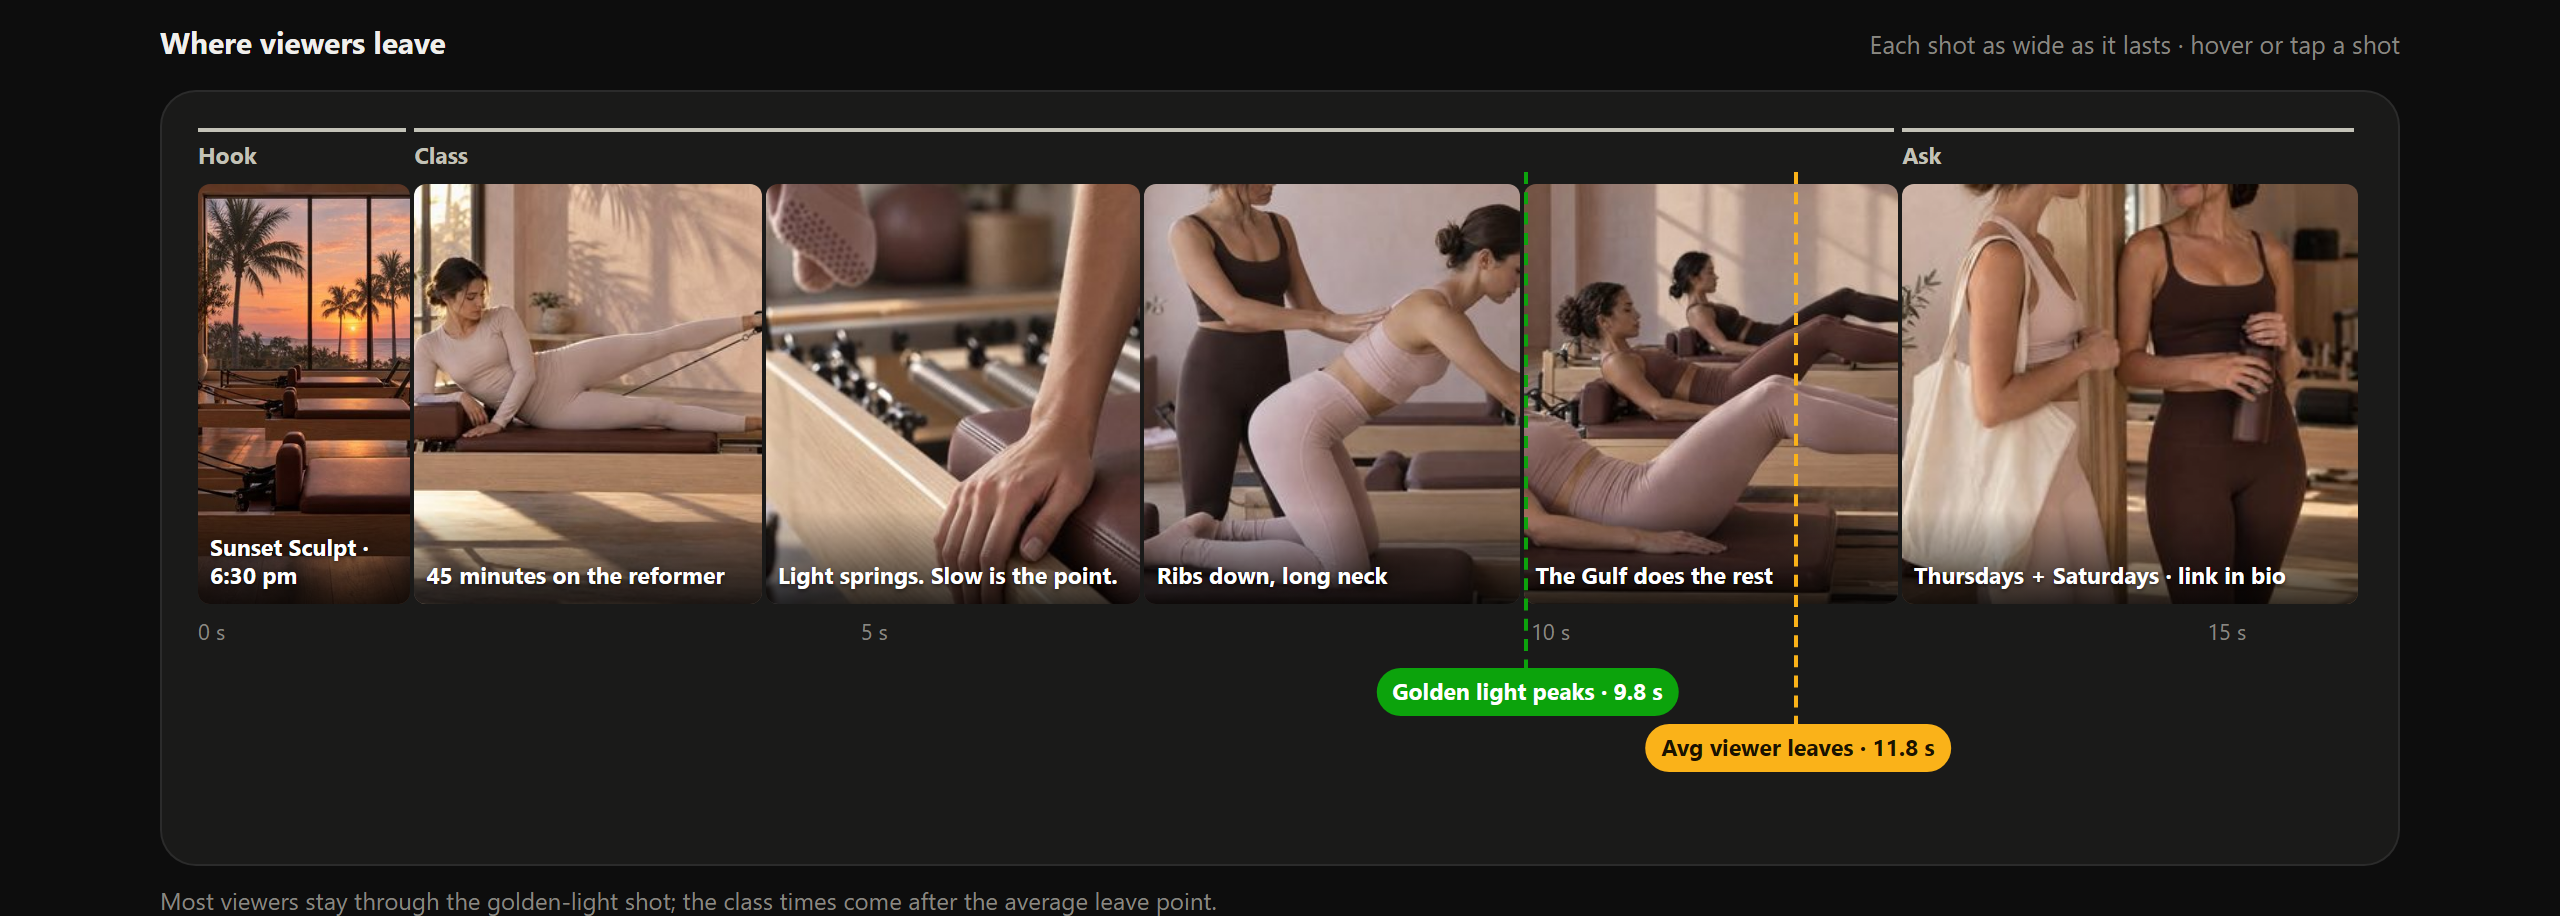 Where viewers leave
Each shot as wide as it lasts · hover or tap a shot
Hook
Class
Ask
Sunset Sculpt ·
6:30 pm
45 minutes on the reformer
Light springs. Slow is the point.
Ribs down, long neck
The Gulf does the rest
Thursdays + Saturdays · link in bio
0 s
5 s
10 s
15 s
Golden light peaks · 9.8 s
Avg viewer leaves · 11.8 s
Most viewers stay through the golden-light shot; the class times come after the average leave point.